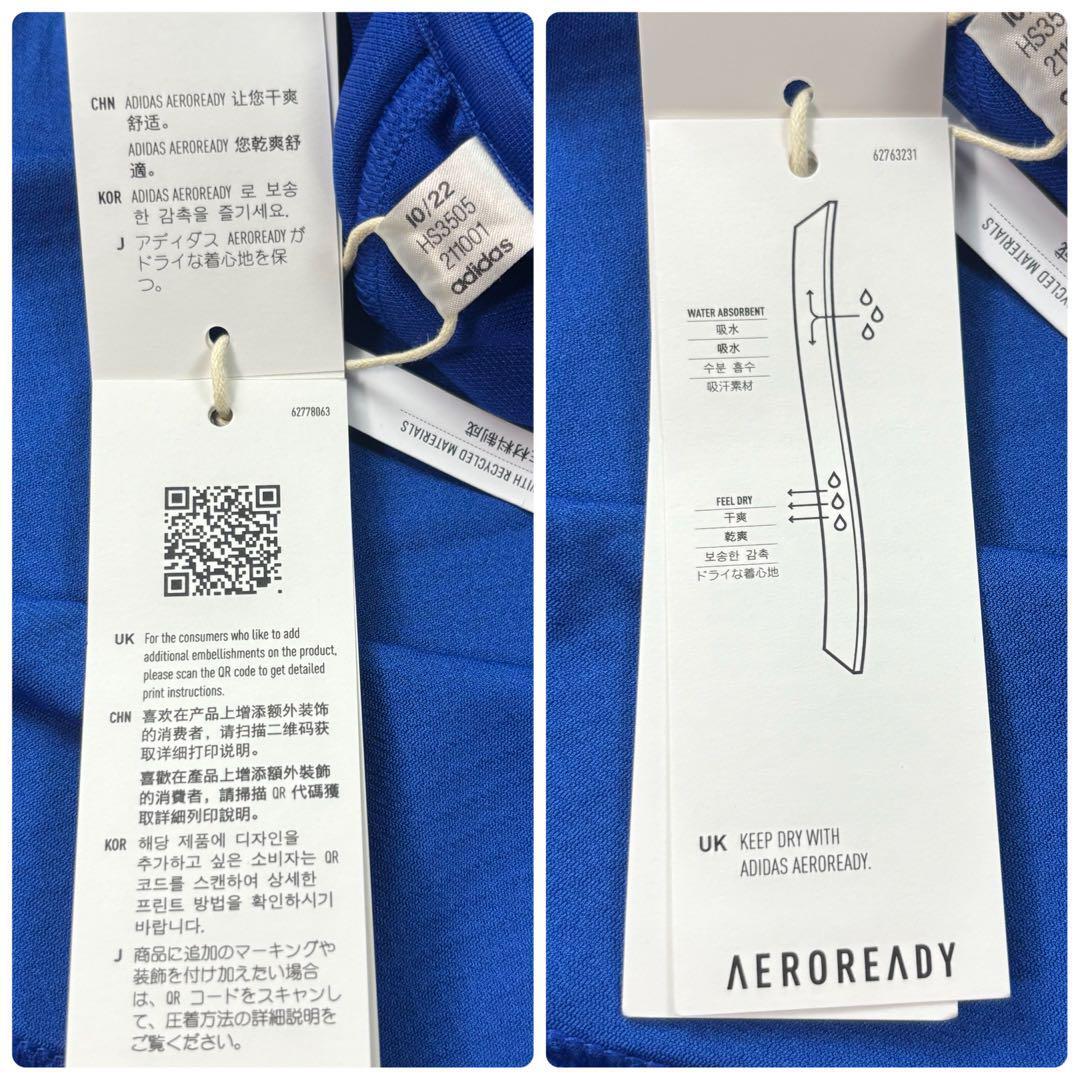 CHN ADIDAS AEROREADY 让您干爽
舒适。
ADIDAS AEROREADY 您乾爽舒
適。
KOR ADIDAS AEROREADY 로 보송
한 감촉을 즐기세요.
J アディダス AEROREADY が
ドライな着心地を保
つ。
10/22
HS3505
211001
adidas
WITH RECYCLED MATERIALS
材料制成
62778063
UK For the consumers who like to add
additional embellishments on the product,
please scan the QR code to get detailed
print instructions.
CHN 喜欢在产品上增添额外装饰
的消费者，请扫描二维码获
取详细打印说明。
喜歡在產品上增添額外裝飾
的消費者，請掃描 QR 代碼獲
取詳細列印說明。
KOR 해당 제품에 디자인을
추가하고 싶은 소비자는 QR
코드를 스캔하여 상세한
프린트 방법을 확인하시기
바랍니다.
J 商品に追加のマーキングや
装飾を付け加えたい場合
は、QR コードをスキャンし
て、圧着方法の詳細説明を
ご覧ください。
10/22
HS35
211
62763231
RECYCLED MATERIALS
成
WATER ABSORBENT
吸水
吸水
수분 흡수
吸汗素材
FEEL DRY
干爽
乾爽
보송한 감촉
ドライな着心地
UK KEEP DRY WITH
ADIDAS AEROREADY.
AEROREADY